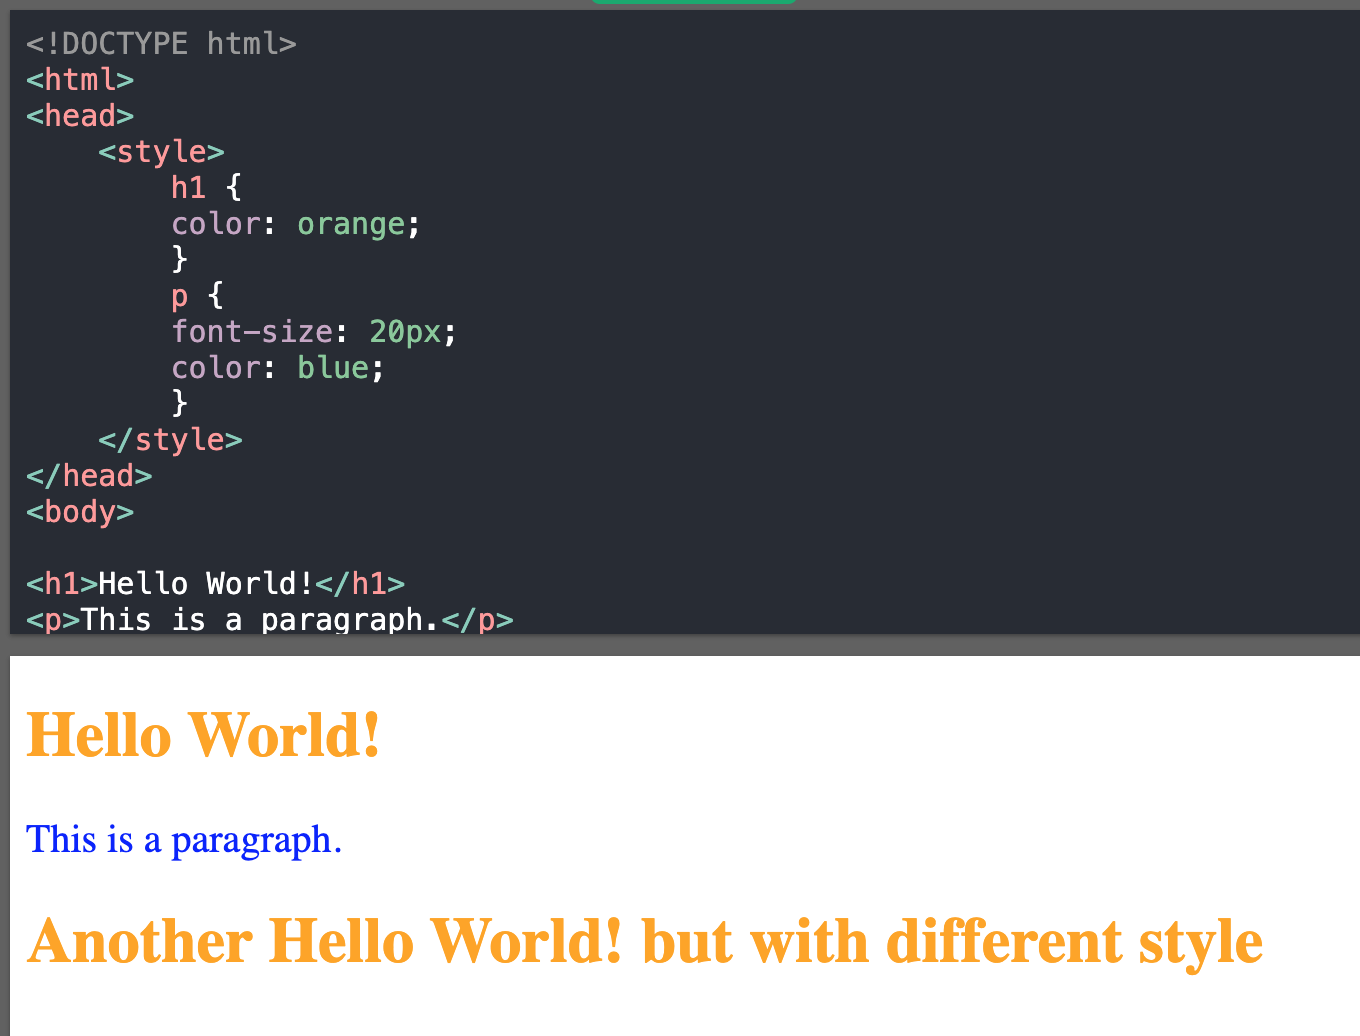 <!DOCTYPE html>
<html>
<head>
    <style>
        h1 {
        color: orange;
        }
        p {
        font-size: 20px;
        color: blue;
        }
    </style>
</head>
<body>

<h1>Hello World!</h1>
<p>This is a paragraph.</p>
Hello World!
This is a paragraph.
Another Hello World! but with different style